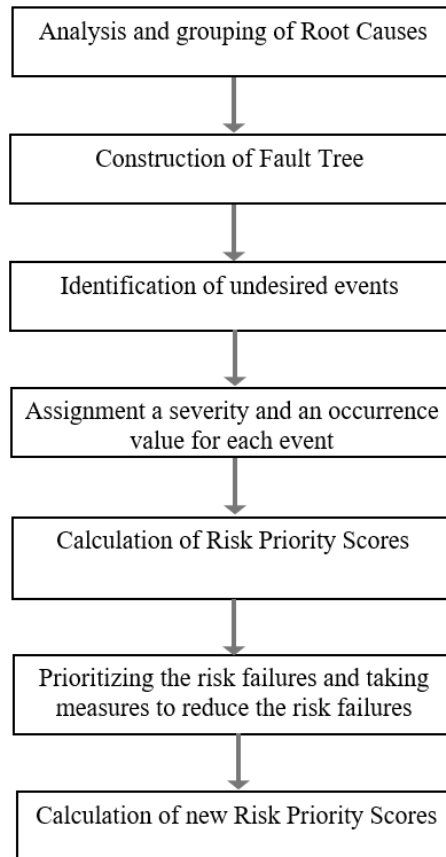 Analysis and grouping of Root Causes
Construction of Fault Tree
Identification of undesired events
Assignment a severity and an occurrence
value for each event
Calculation of Risk Priority Scores
Prioritizing the risk failures and taking
measures to reduce the risk failures
Calculation of new Risk Priority Scores